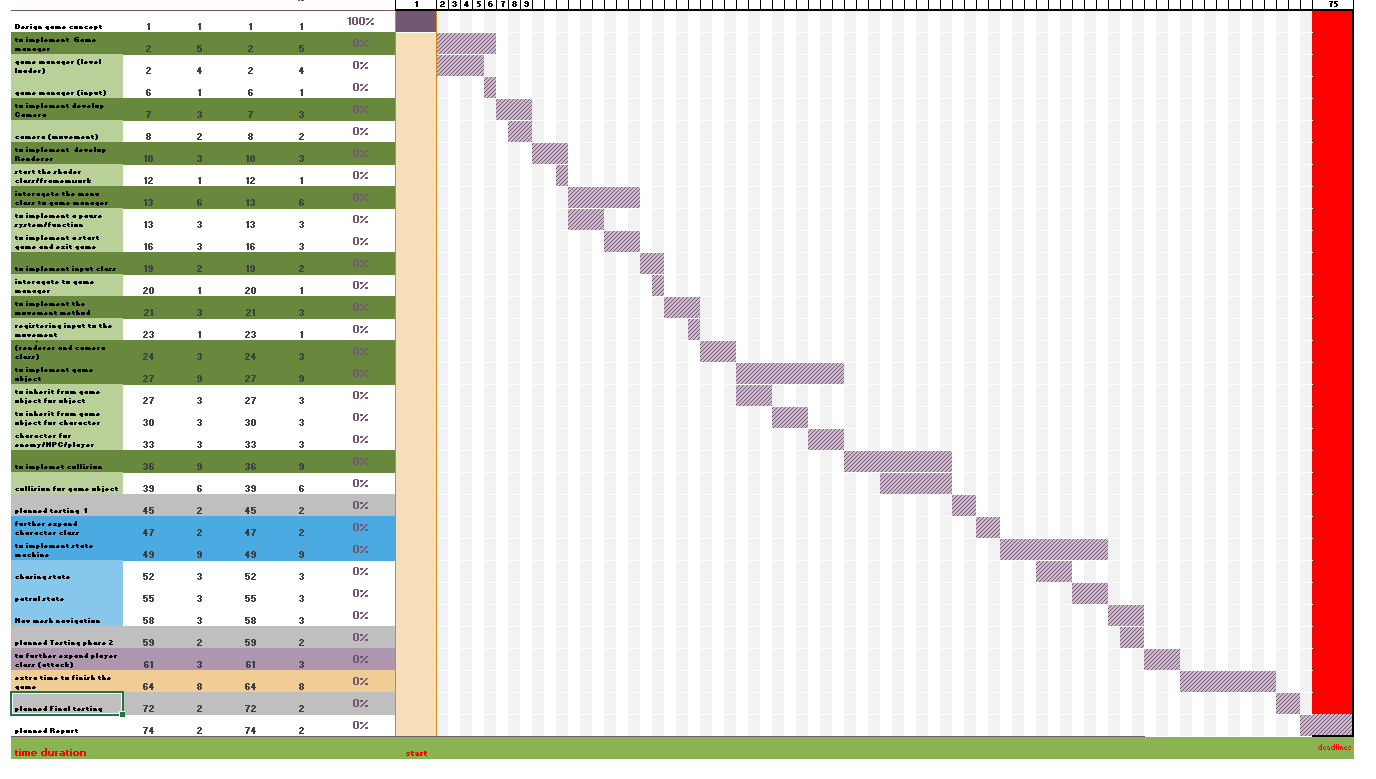 1 2 3 4 5 6 7 8 9 75
Design game concept 1 1 1 1 100%
to implement Game
manager 2 5 2 5 0%
game manager (level
loader) 2 4 2 4 0%
game manager (input) 6 1 6 1 0%
to implement develop
Camera 7 3 7 3 0%
camera (movement) 8 2 8 2 0%
to implement develop
Renderer 10 3 10 3 0%
start the shader
class/framework 12 1 12 1 0%
interagate the menu
class to game manager 13 6 13 6 0%
to implement a pause
system/function 13 3 13 3 0%
to implement a start
game and exit game 16 3 16 3 0%
to implement input class 19 2 19 2 0%
interagate to game
manager 20 1 20 1 0%
to implement the
movement method 21 3 21 3 0%
registering input to the
movement 23 1 23 1 0%
(renderer and camera
class) 24 3 24 3 0%
to implement game
object 27 9 27 9 0%
to inherit from game
object for object 27 3 27 3 0%
to inherit from game
object for character 30 3 30 3 0%
character for
enemy/NPC/player 33 3 33 3 0%
to implemet collision 36 9 36 9 0%
collision for game object 39 6 39 6 0%
planned testing 1 45 2 45 2 0%
further expand
character class 47 2 47 2 0%
to implement state
machine 49 9 49 9 0%
chasing state 52 3 52 3 0%
patrol state 55 3 55 3 0%
Nav mesh navigation 58 3 58 3 0%
planned Testing phase 2 59 2 59 2 0%
to further expand player
class (attack) 61 3 61 3 0%
extra time to finish the
game 64 8 64 8 0%
planned Final testing 72 2 72 2 0%
planned Report 74 2 74 2 0%
time duration start deadlines